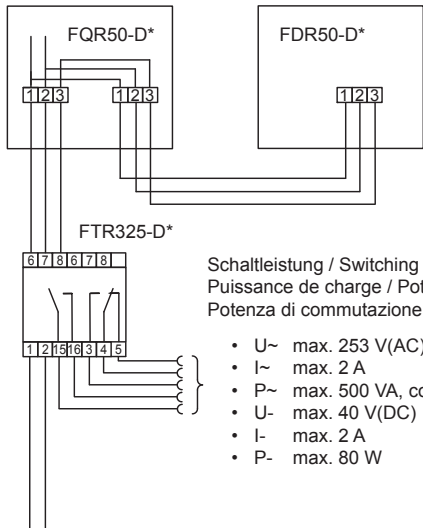 FQR50-D*
FDR50-D*
1 2 3
1 2 3
1 2 3
FTR325-D*
6 7 8 6 7 8
1 2 15 16 3 4 5
Schaltleistung / Switching
Puissance de charge /
Potenza di commutazione
• U~ max. 253 V(AC)
• I~ max. 2 A
• P~ max. 500 VA,
• U- max. 40 V(DC)
• I- max. 2 A
• P- max. 80 W